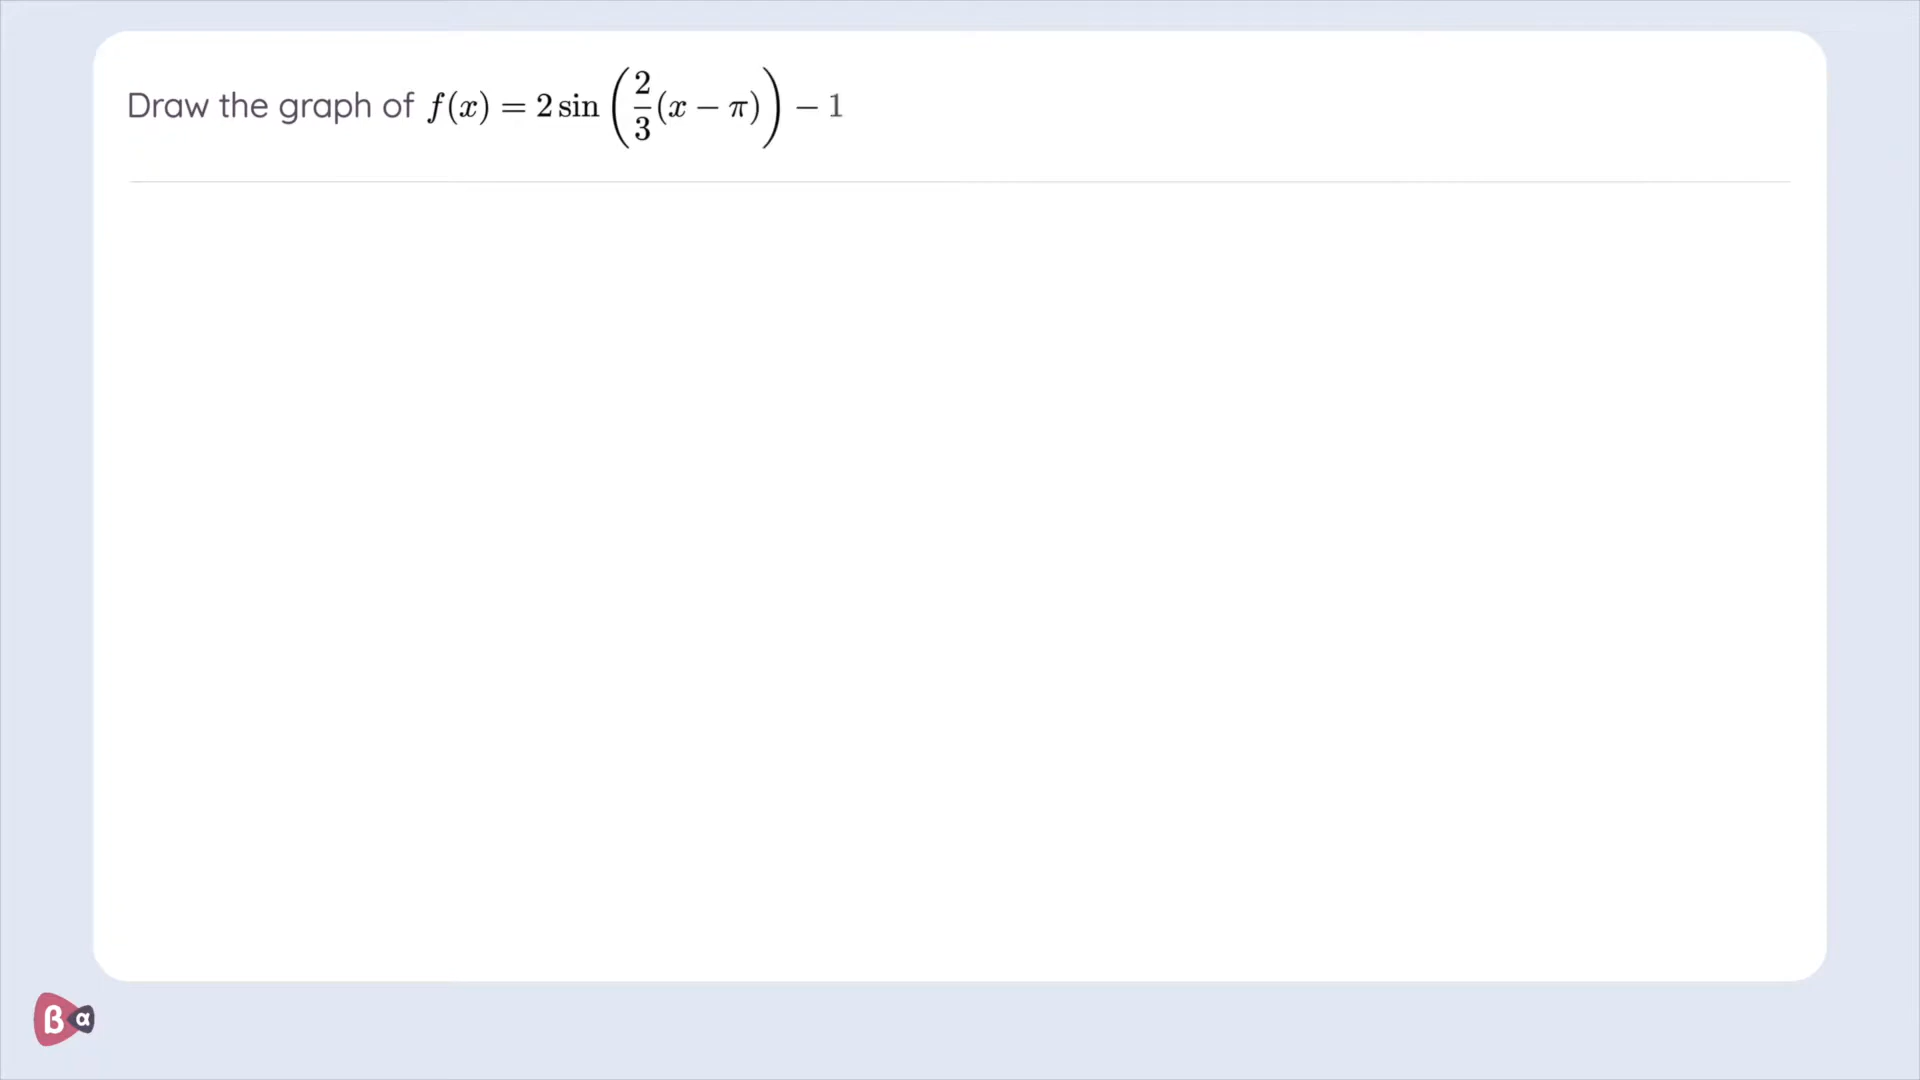 Draw the graph of f(x) = 2 sin (2/3 (x − π)) − 1
β α